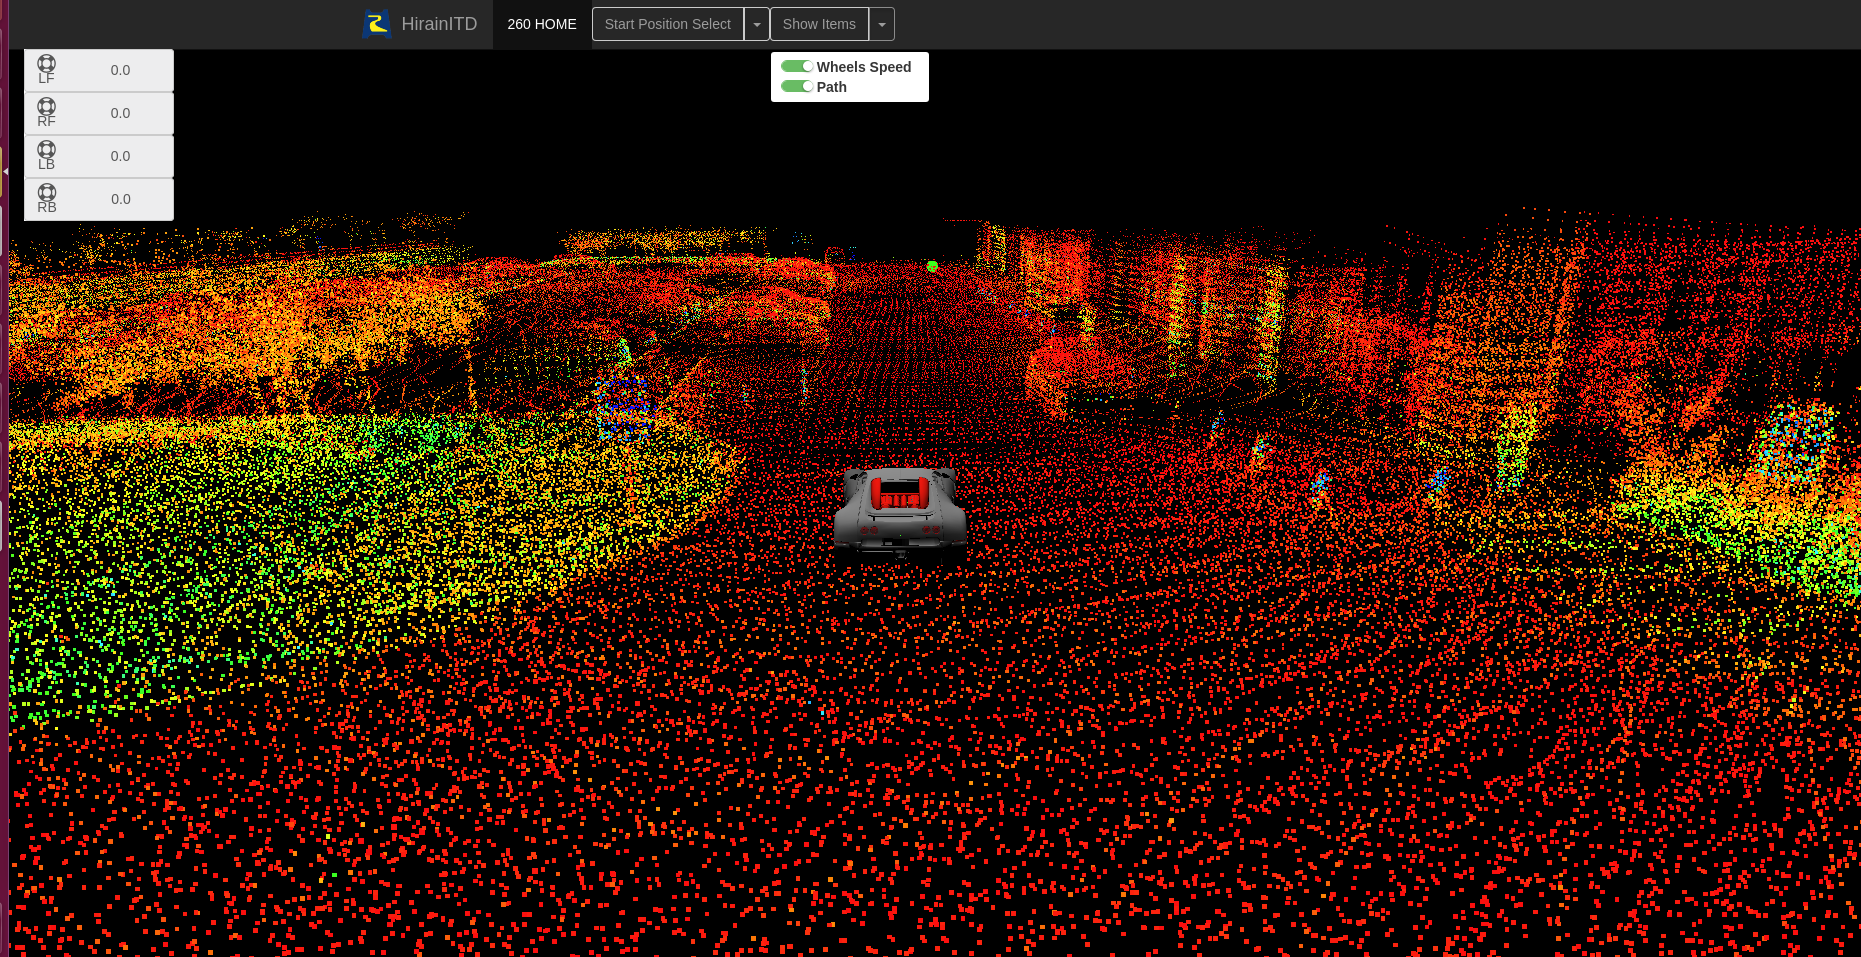 HirainITD 260 HOME Start Position Select Show Items
Wheels Speed
Path
LF 0.0
RF 0.0
LB 0.0
RB 0.0